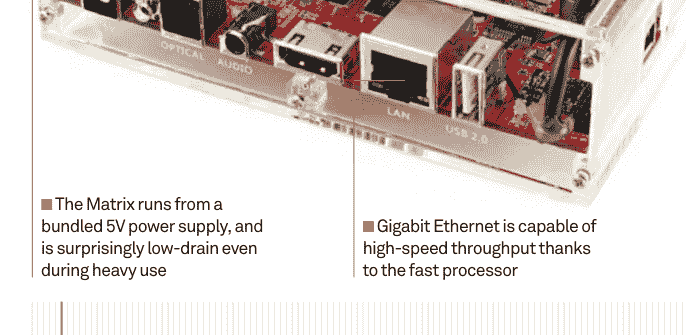 OPTICAL AUDIO
LAN
USB 2.0
The Matrix runs from a
bundled 5V power supply, and
is surprisingly low-drain even
during heavy use
Gigabit Ethernet is capable of
high-speed throughput thanks
to the fast processor